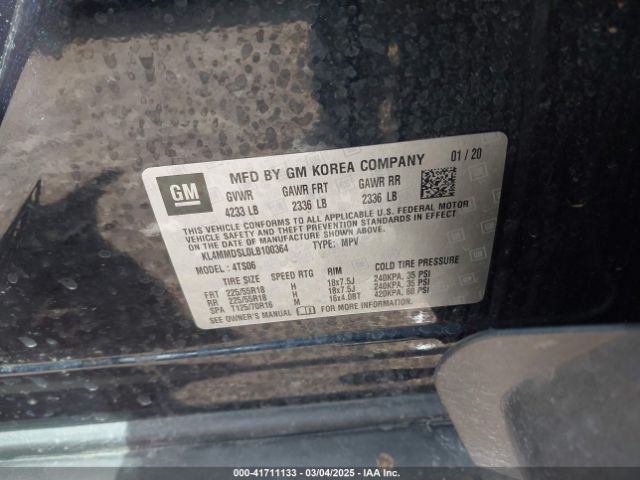 GM
MFD BY GM KOREA COMPANY 01/20
GVWR GAWR FRT GAWR RR
4233 LB 2336 LB 2336 LB
THIS VEHICLE CONFORMS TO ALL APPLICABLE U.S. FEDERAL MOTOR
VEHICLE SAFETY AND THEFT PREVENTION STANDARDS IN EFFECT
ON THE DATE OF MANUFACTURE SHOWN ABOVE.
KL4MMDSL0LB100364 TYPE: MPV
MODEL: 4TS06
TIRE SIZE SPEED RTG RIM COLD TIRE PRESSURE
FRT 225/55R18 H 18x7.5J 240KPA, 35 PSI
RR 225/55R18 H 18x7.5J 240KPA, 35 PSI
SPA T125/70R16 M 16x4.0BT 420KPA, 60 PSI
SEE OWNER'S MANUAL FOR MORE INFORMATION.
000-41711133 - 03/04/2025 - IAA Inc.